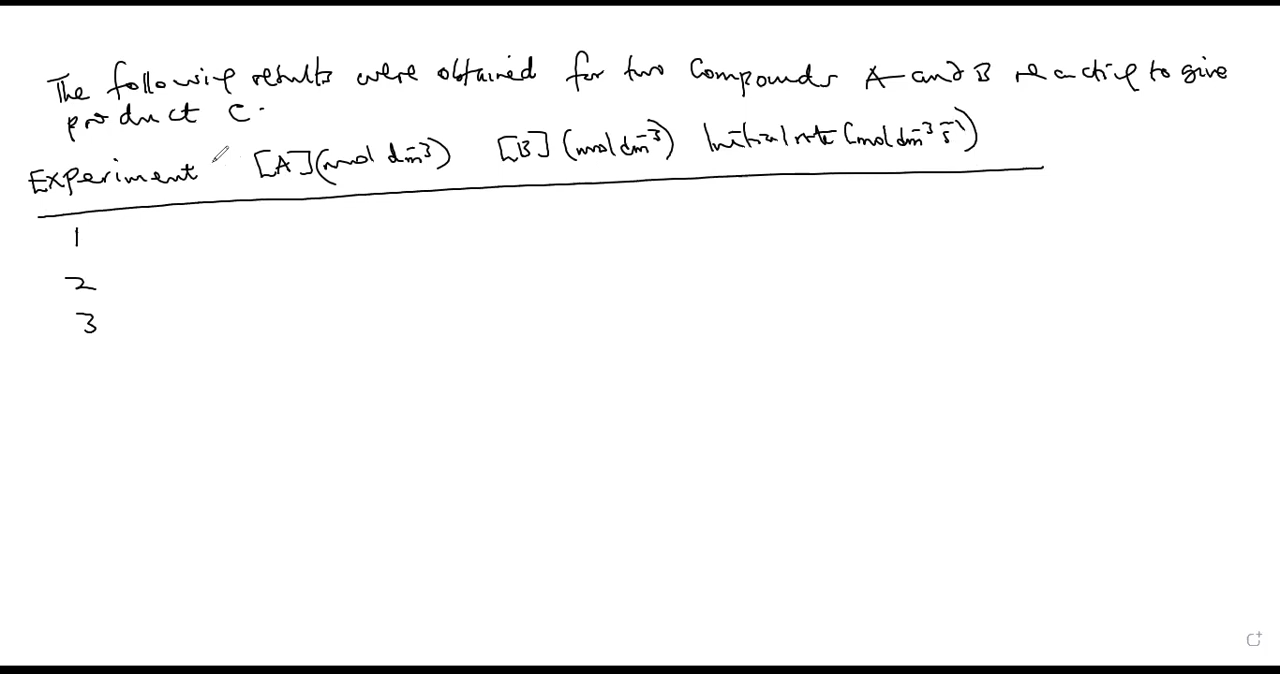 The following results were obtained for two Compounds A and B reacting to give
product C.
Experiment [A](mol dm⁻³) [B](mol dm⁻³) Initial rate (mol dm⁻³ s⁻¹)
1
2
3